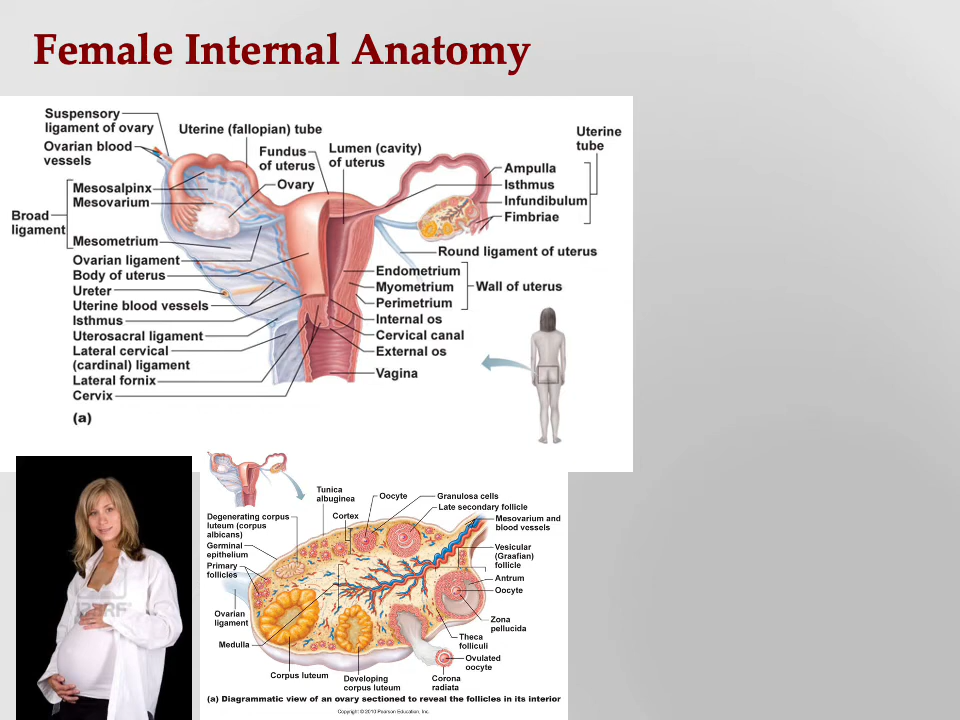 Female Internal Anatomy
Suspensory
ligament of ovary
Ovarian blood
vessels
Mesosalpinx
Mesovarium
Broad
ligament
Mesometrium
Ovarian ligament
Body of uterus
Ureter
Uterine blood vessels
Isthmus
Uterosacral ligament
Lateral cervical
(cardinal) ligament
Lateral fornix
Cervix
(a)
Uterine (fallopian) tube
Fundus
of uterus
Ovary
Lumen (cavity)
of uterus
Uterine
tube
Ampulla
Isthmus
Infundibulum
Fimbriae
Round ligament of uterus
Endometrium
Myometrium
Perimetrium
Wall of uterus
Internal os
Cervical canal
External os
Vagina
Tunica
albuginea
Oocyte
Granulosa cells
Late secondary follicle
Cortex
Mesovarium and
blood vessels
Degenerating corpus
luteum (corpus
albicans)
Germinal
epithelium
Primary
follicles
Vesicular
(Graafian)
follicle
Antrum
Oocyte
Ovarian
ligament
Zona
pellucida
Medulla
Theca
folliculi
Ovulated
oocyte
Corpus luteum
Developing
corpus luteum
Corona
radiata
(a) Diagrammatic view of an ovary sectioned to reveal the follicles in its interior
Copyright © 2010 Pearson Education, Inc.